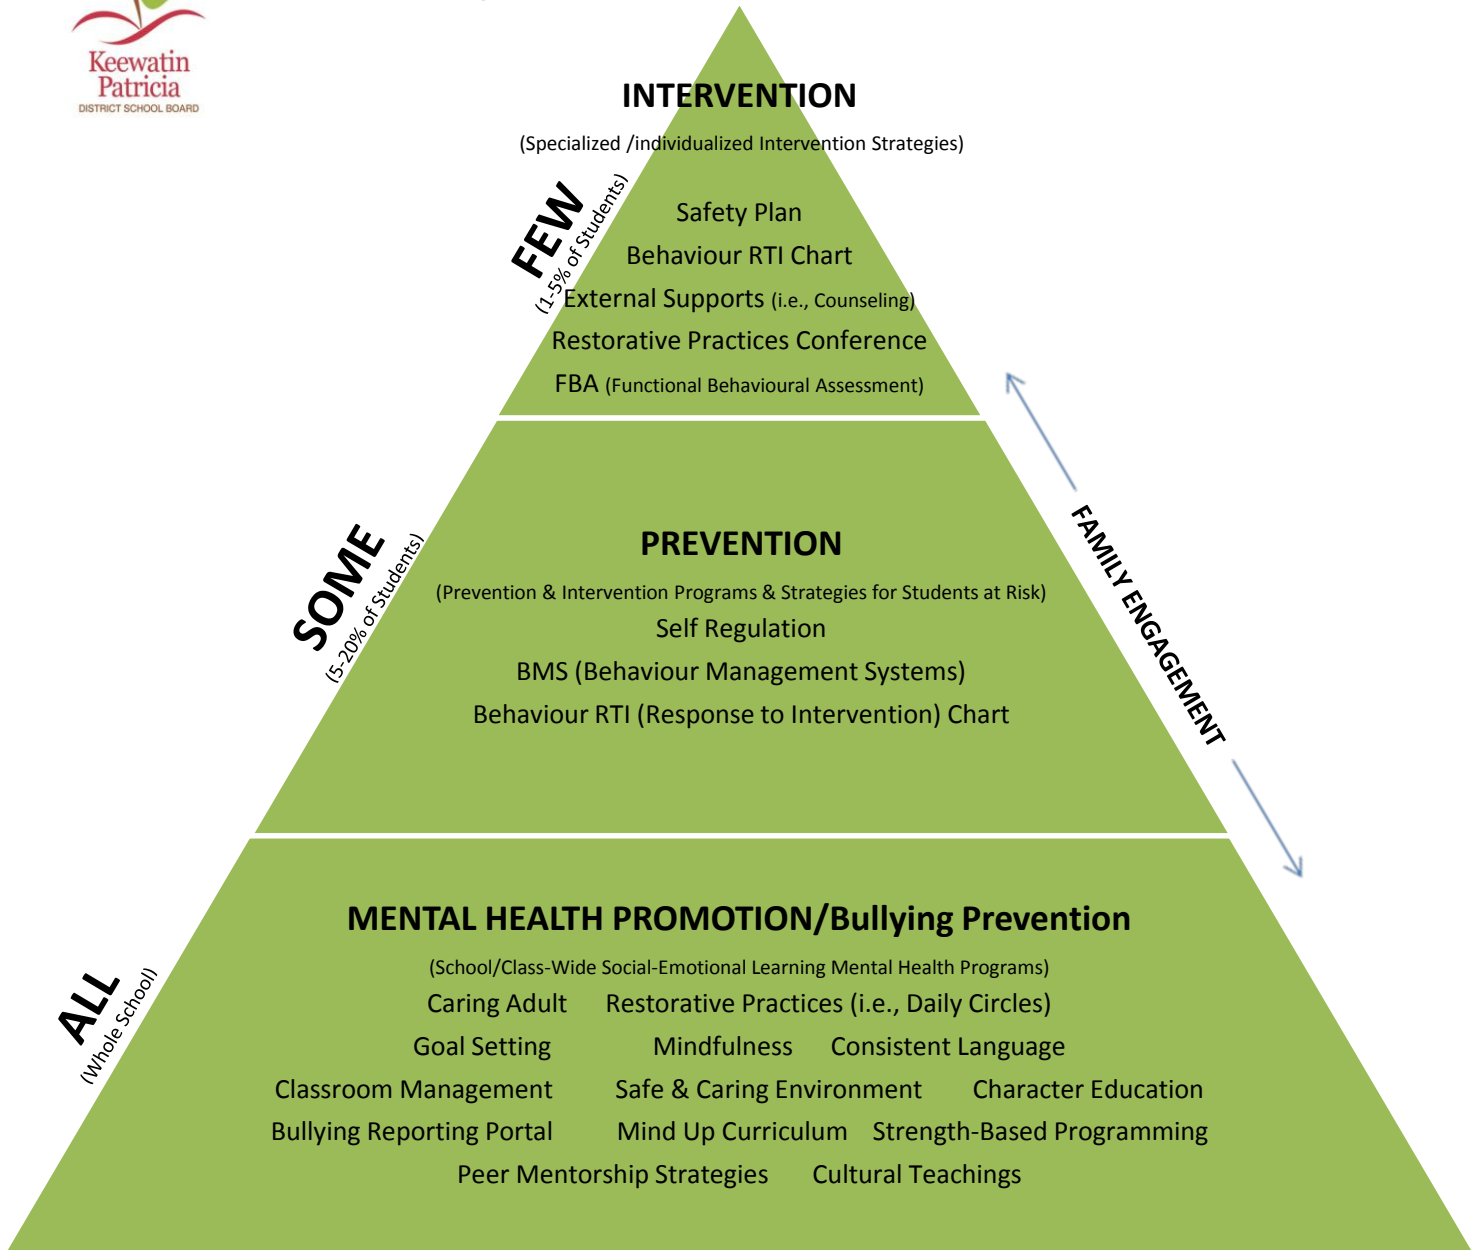 Keewatin
Patricia
DISTRICT SCHOOL BOARD
INTERVENTION
(Specialized /individualized Intervention Strategies)
FEW
(1-5% of Students)
Safety Plan
Behaviour RTI Chart
External Supports (i.e., Counseling)
Restorative Practices Conference
FBA (Functional Behavioural Assessment)
SOME
(5-20% of Students)
PREVENTION
(Prevention & Intervention Programs & Strategies for Students at Risk)
Self Regulation
BMS (Behaviour Management Systems)
Behaviour RTI (Response to Intervention) Chart
FAMILY ENGAGEMENT
ALL
(Whole School)
MENTAL HEALTH PROMOTION/Bullying Prevention
(School/Class-Wide Social-Emotional Learning Mental Health Programs)
Caring Adult Restorative Practices (i.e., Daily Circles)
Goal Setting Mindfulness Consistent Language
Classroom Management Safe & Caring Environment Character Education
Bullying Reporting Portal Mind Up Curriculum Strength-Based Programming
Peer Mentorship Strategies Cultural Teachings